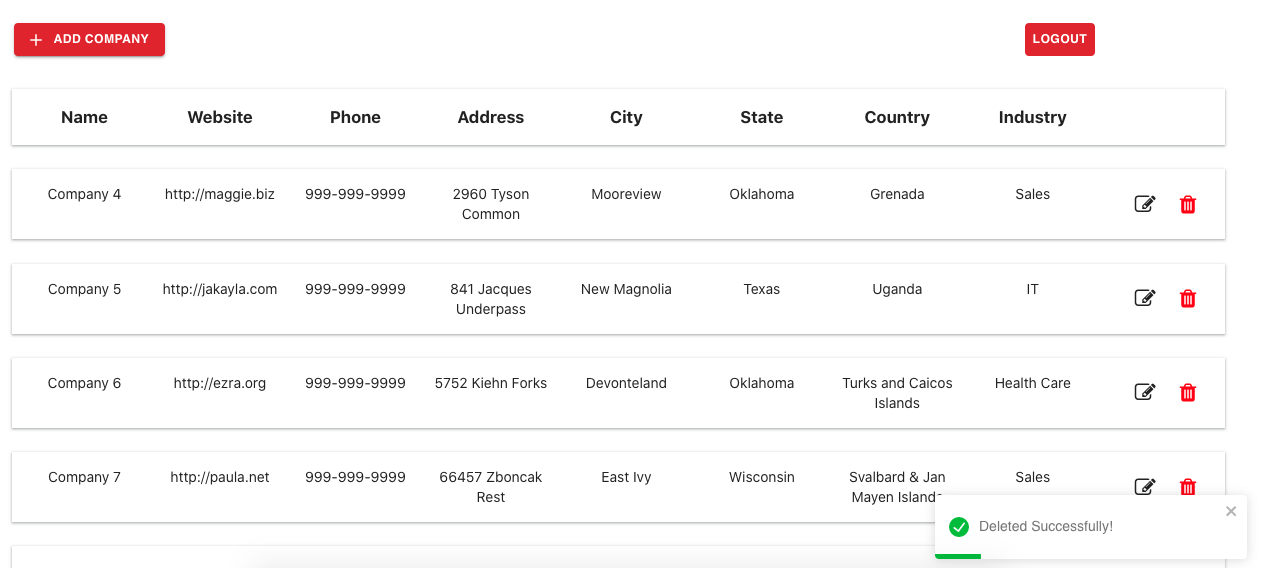 ADD COMPANY
LOGOUT
Name Website Phone Address City State Country Industry
Company 4 http://maggie.biz 999-999-9999 2960 Tyson Mooreview Oklahoma Grenada Sales
Common
Company 5 http://jakayla.com 999-999-9999 841 Jacques New Magnolia Texas Uganda IT
Underpass
Company 6 http://ezra.org 999-999-9999 5752 Kiehn Forks Devonteland Oklahoma Turks and Caicos Health Care
Islands
Company 7 http://paula.net 999-999-9999 66457 Zboncak East Ivy Wisconsin Svalbard & Jan Sales
Rest Mayen Islands
Deleted Successfully!